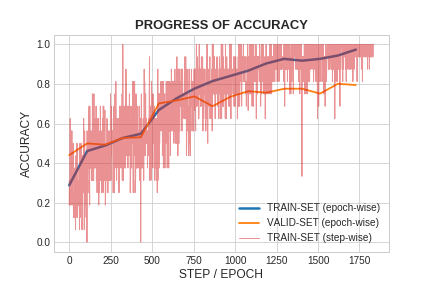 PROGRESS OF ACCURACY
ACCURACY
1.0
0.8
0.6
0.4
0.2
0.0
TRAIN-SET (epoch-wise)
VALID-SET (epoch-wise)
TRAIN-SET (step-wise)
0 250 500 750 1000 1250 1500 1750
STEP / EPOCH